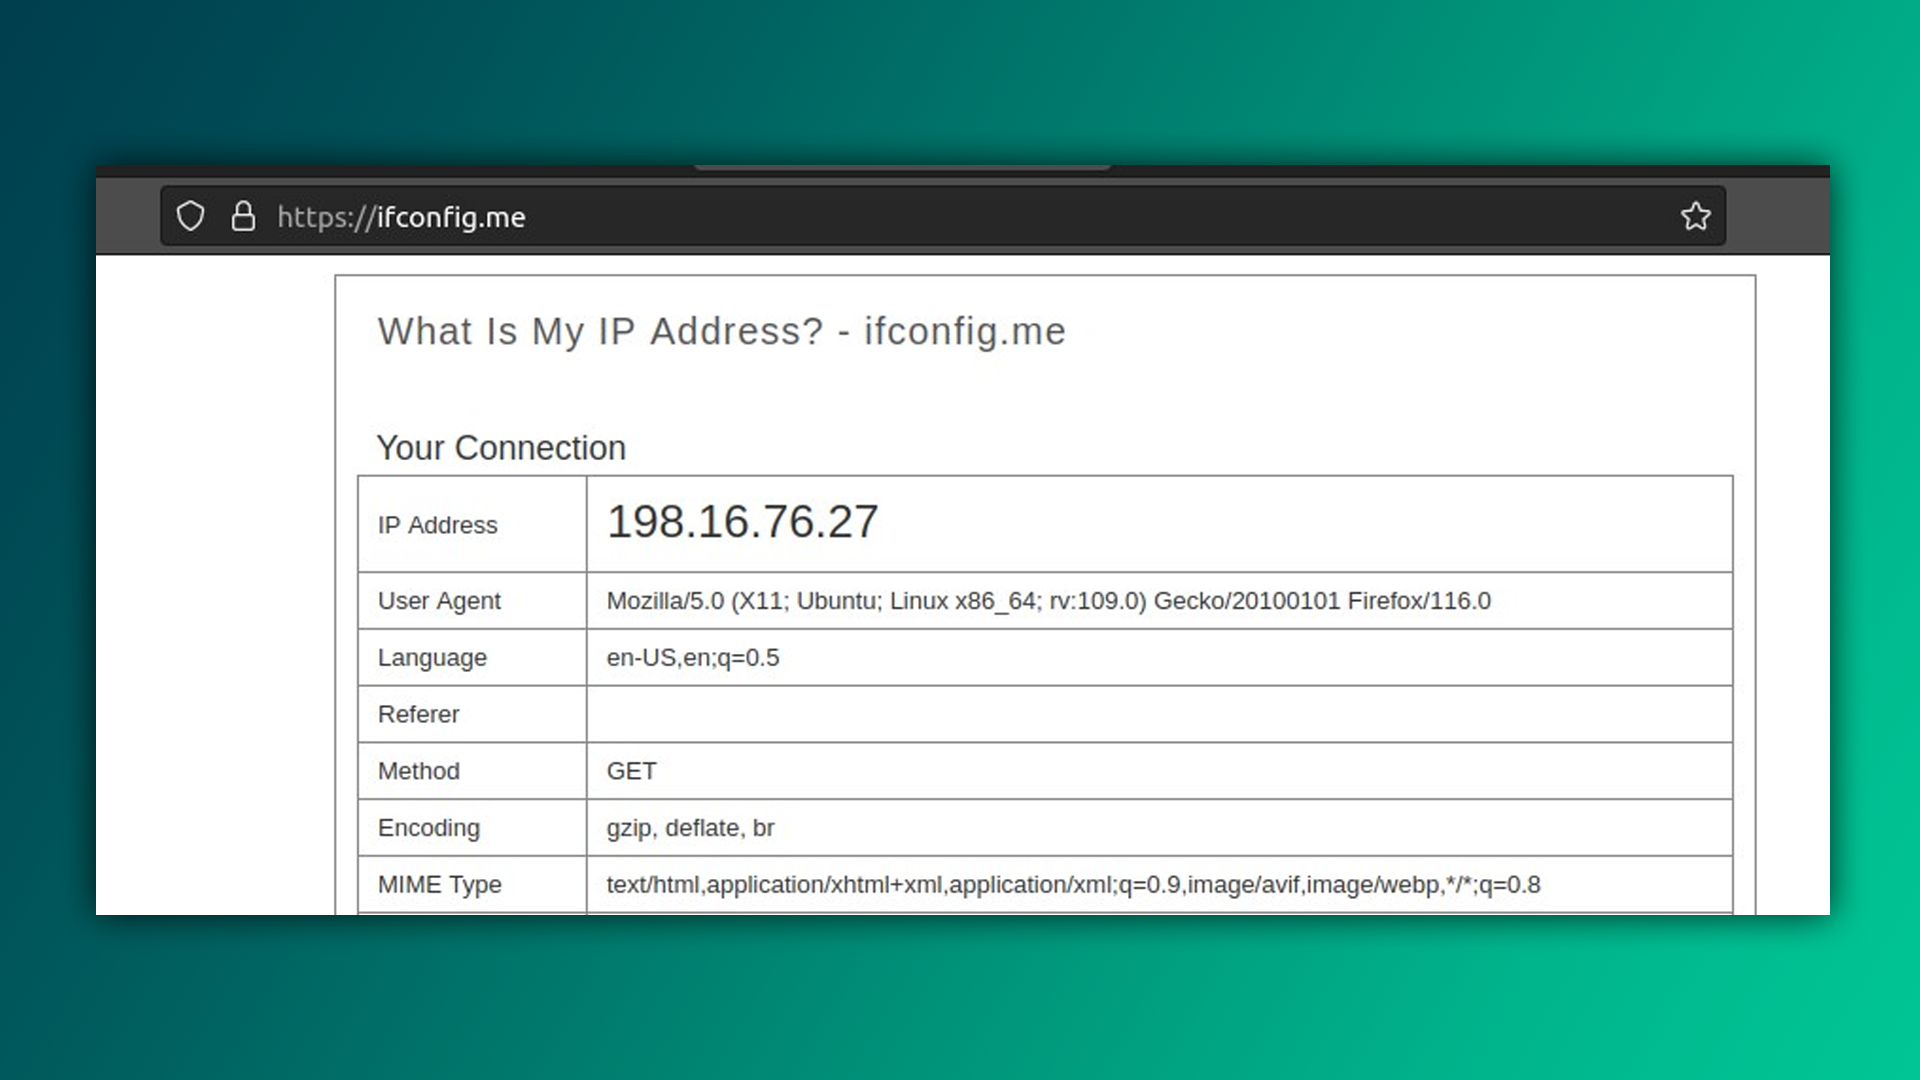 https://ifconfig.me
What Is My IP Address? - ifconfig.me
Your Connection
IP Address 198.16.76.27
User Agent Mozilla/5.0 (X11; Ubuntu; Linux x86_64; rv:109.0) Gecko/20100101 Firefox/116.0
Language en-US,en;q=0.5
Referer
Method GET
Encoding gzip, deflate, br
MIME Type text/html,application/xhtml+xml,application/xml;q=0.9,image/avif,image/webp,*/*;q=0.8